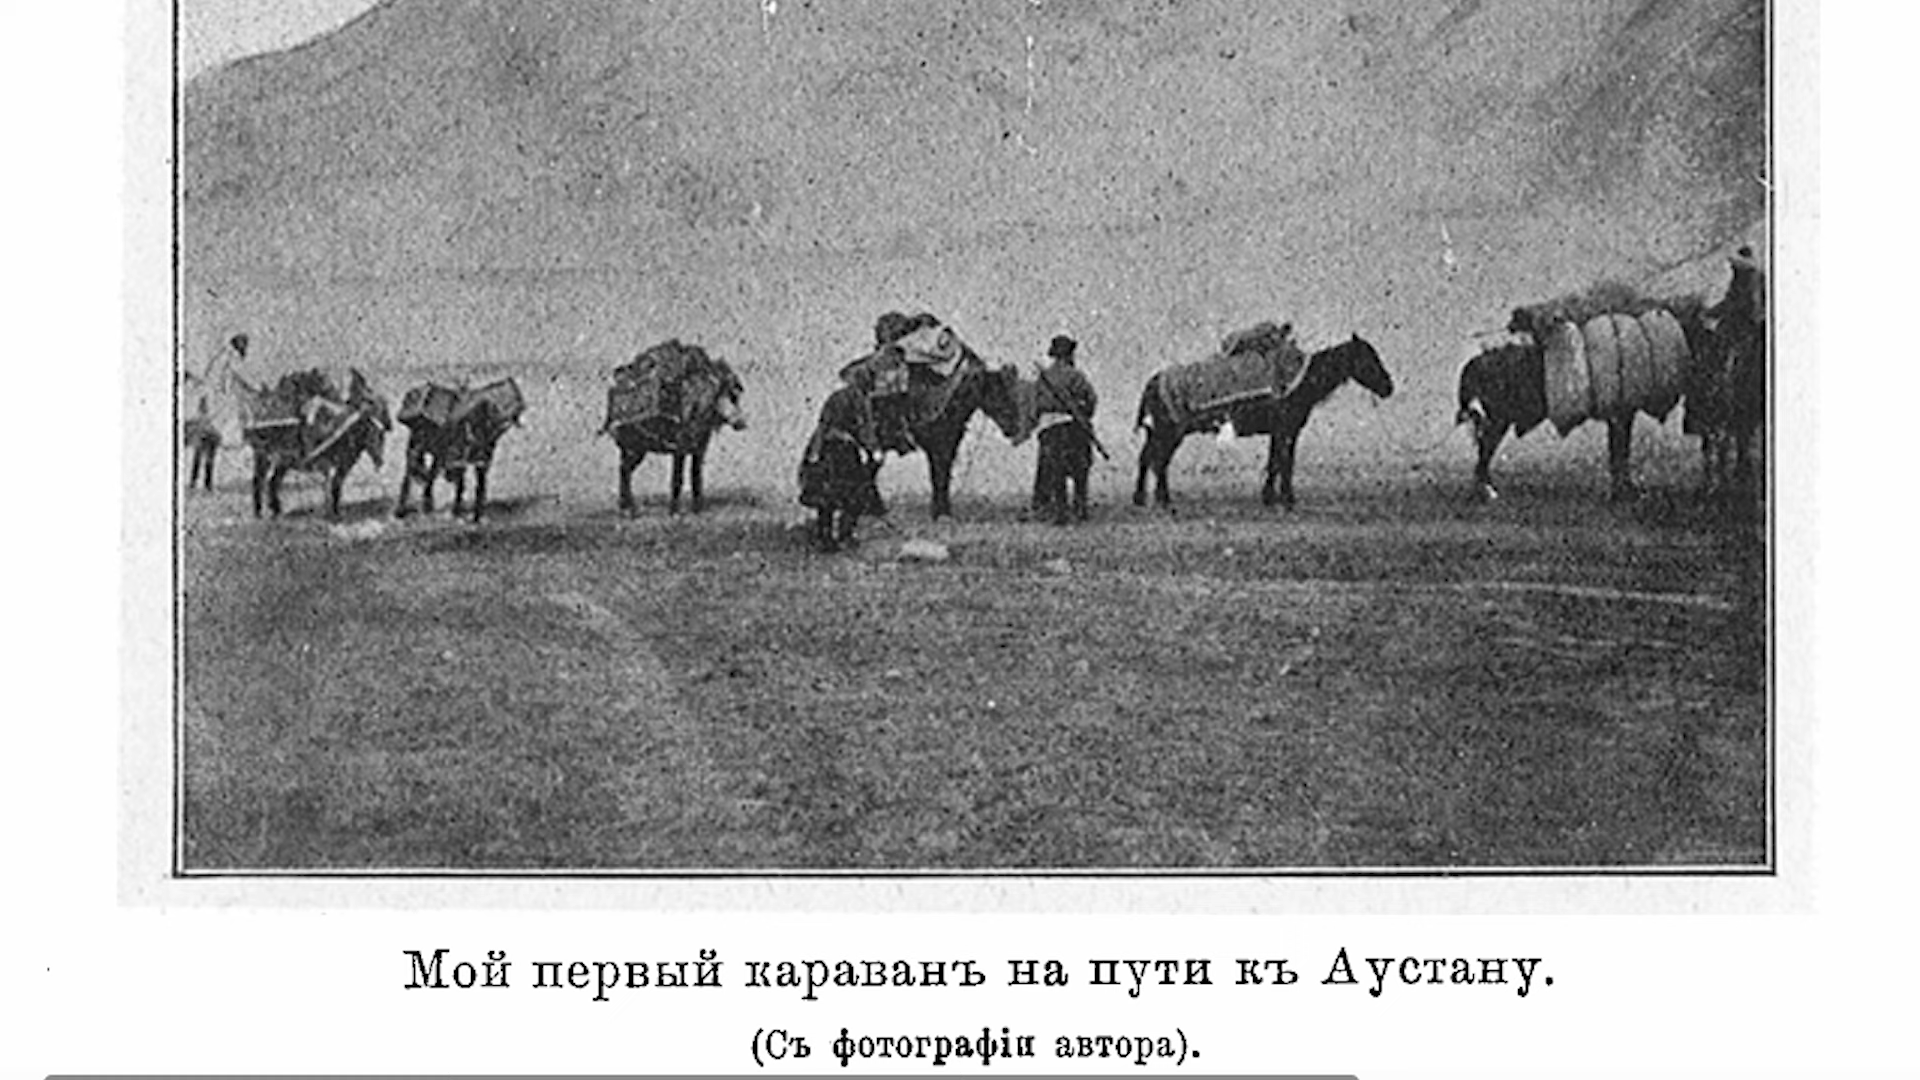 Мой первый караванъ на пути къ Аустану.
(Съ фотографіи автора).